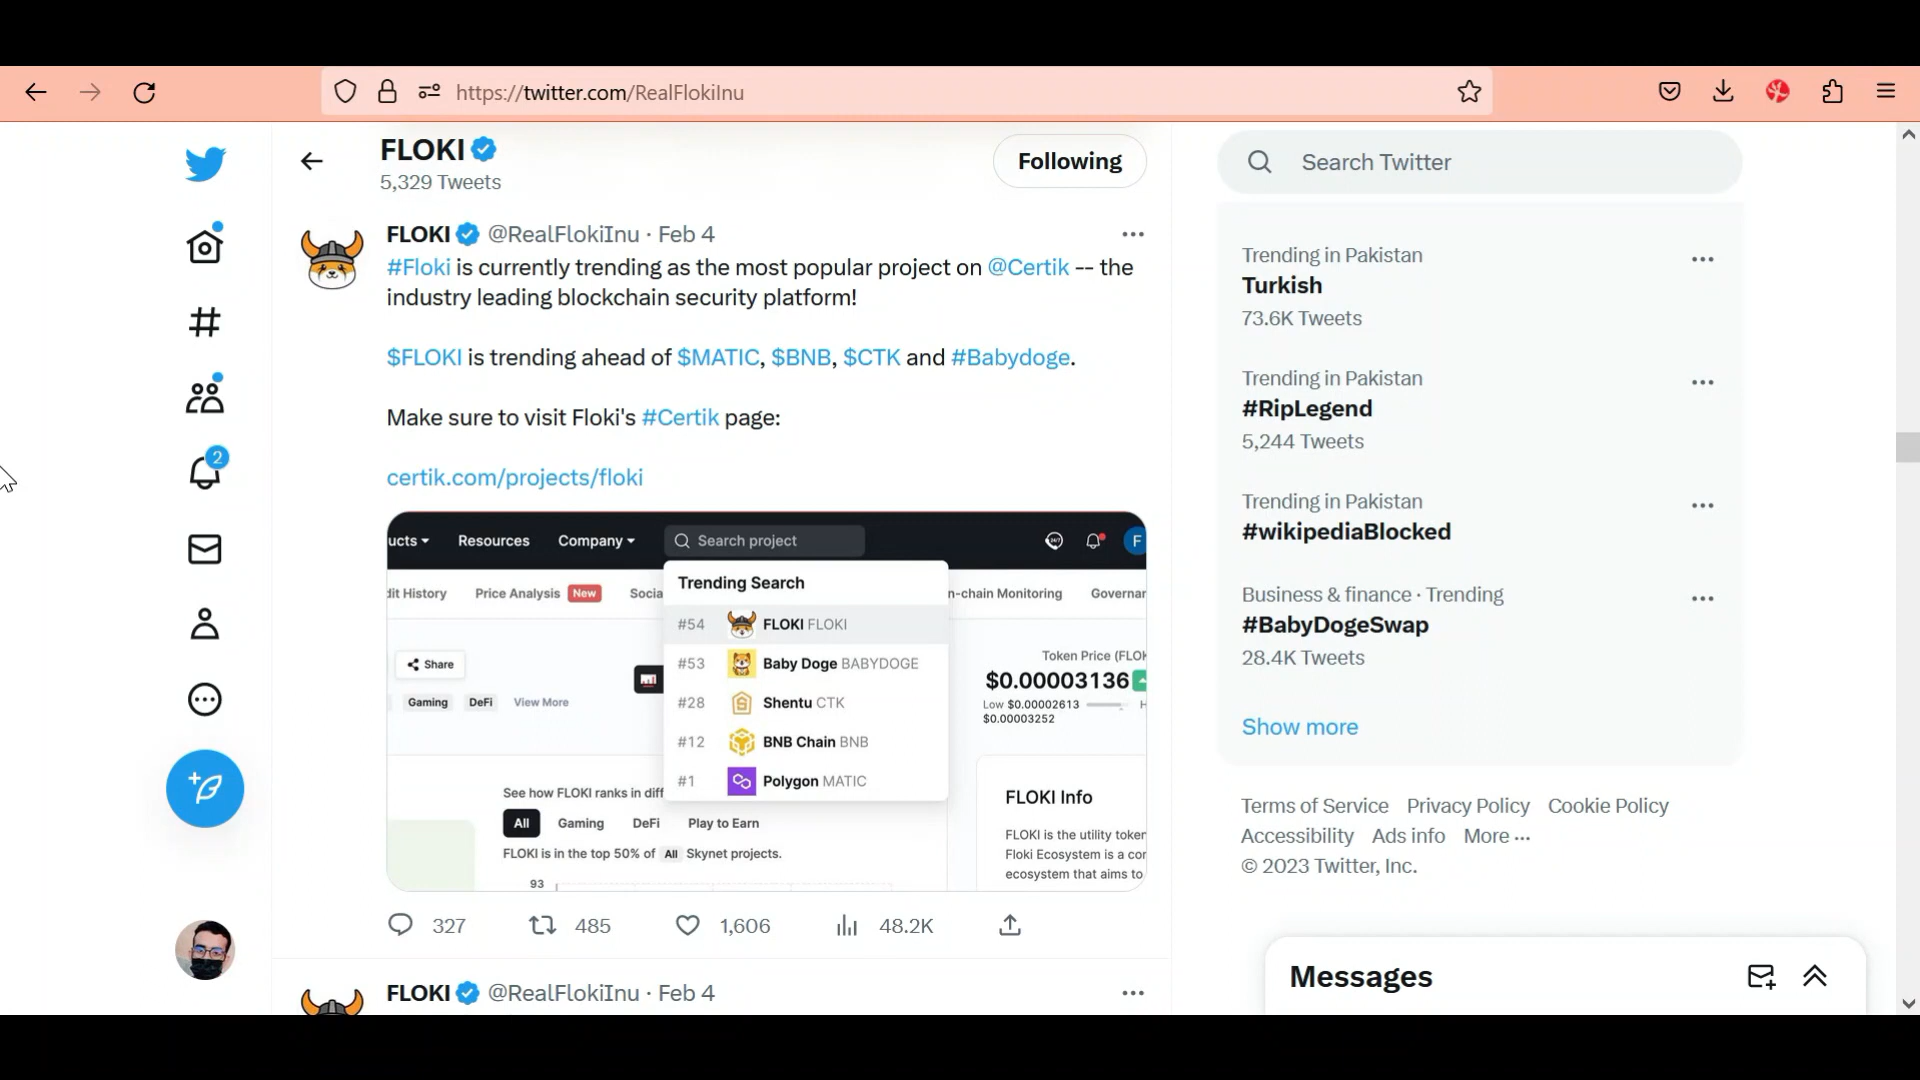 https://twitter.com/RealFlokiInu
FLOKI
5,329 Tweets
Following
FLOKI @RealFlokiInu · Feb 4
#Floki is currently trending as the most popular project on @Certik -- the
industry leading blockchain security platform!
$FLOKI is trending ahead of $MATIC, $BNB, $CTK and #Babydoge.
Make sure to visit Floki's #Certik page:
certik.com/projects/floki
ucts Resources Company Search project F
dit History Price Analysis New Socia n-chain Monitoring Governan
Trending Search
#54 FLOKI FLOKI
#53 Baby Doge BABYDOGE
#28 Shentu CTK
#12 BNB Chain BNB
#1 Polygon MATIC
Share
Gaming DeFi View More
Token Price (FLOK
$0.00003136
Low $0.00002613 H
$0.00003252
See how FLOKI ranks in diff
All Gaming DeFi Play to Earn
FLOKI is in the top 50% of All Skynet projects.
93
FLOKI Info
FLOKI is the utility token
Floki Ecosystem is a con
ecosystem that aims to
327 485 1,606 48.2K
FLOKI @RealFlokiInu · Feb 4
2
Search Twitter
Trending in Pakistan
Turkish
73.6K Tweets
Trending in Pakistan
#RipLegend
5,244 Tweets
Trending in Pakistan
#wikipediaBlocked
Business & finance · Trending
#BabyDogeSwap
28.4K Tweets
Show more
Terms of Service Privacy Policy Cookie Policy
Accessibility Ads info More ···
© 2023 Twitter, Inc.
Messages